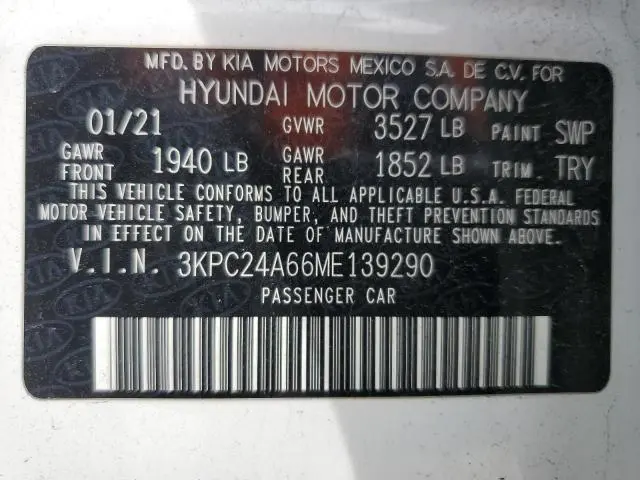 MFD. BY KIA MOTORS MEXICO S.A. DE C.V. FOR
HYUNDAI MOTOR COMPANY
01/21 GVWR 3527 LB PAINT SWP
GAWR FRONT 1940 LB GAWR REAR 1852 LB TRIM TRY
THIS VEHICLE CONFORMS TO ALL APPLICABLE U.S.A. FEDERAL
MOTOR VEHICLE SAFETY, BUMPER, AND THEFT PREVENTION STANDARDS
IN EFFECT ON THE DATE OF MANUFACTURE SHOWN ABOVE.
V.I.N. 3KPC24A66ME139290
PASSENGER CAR